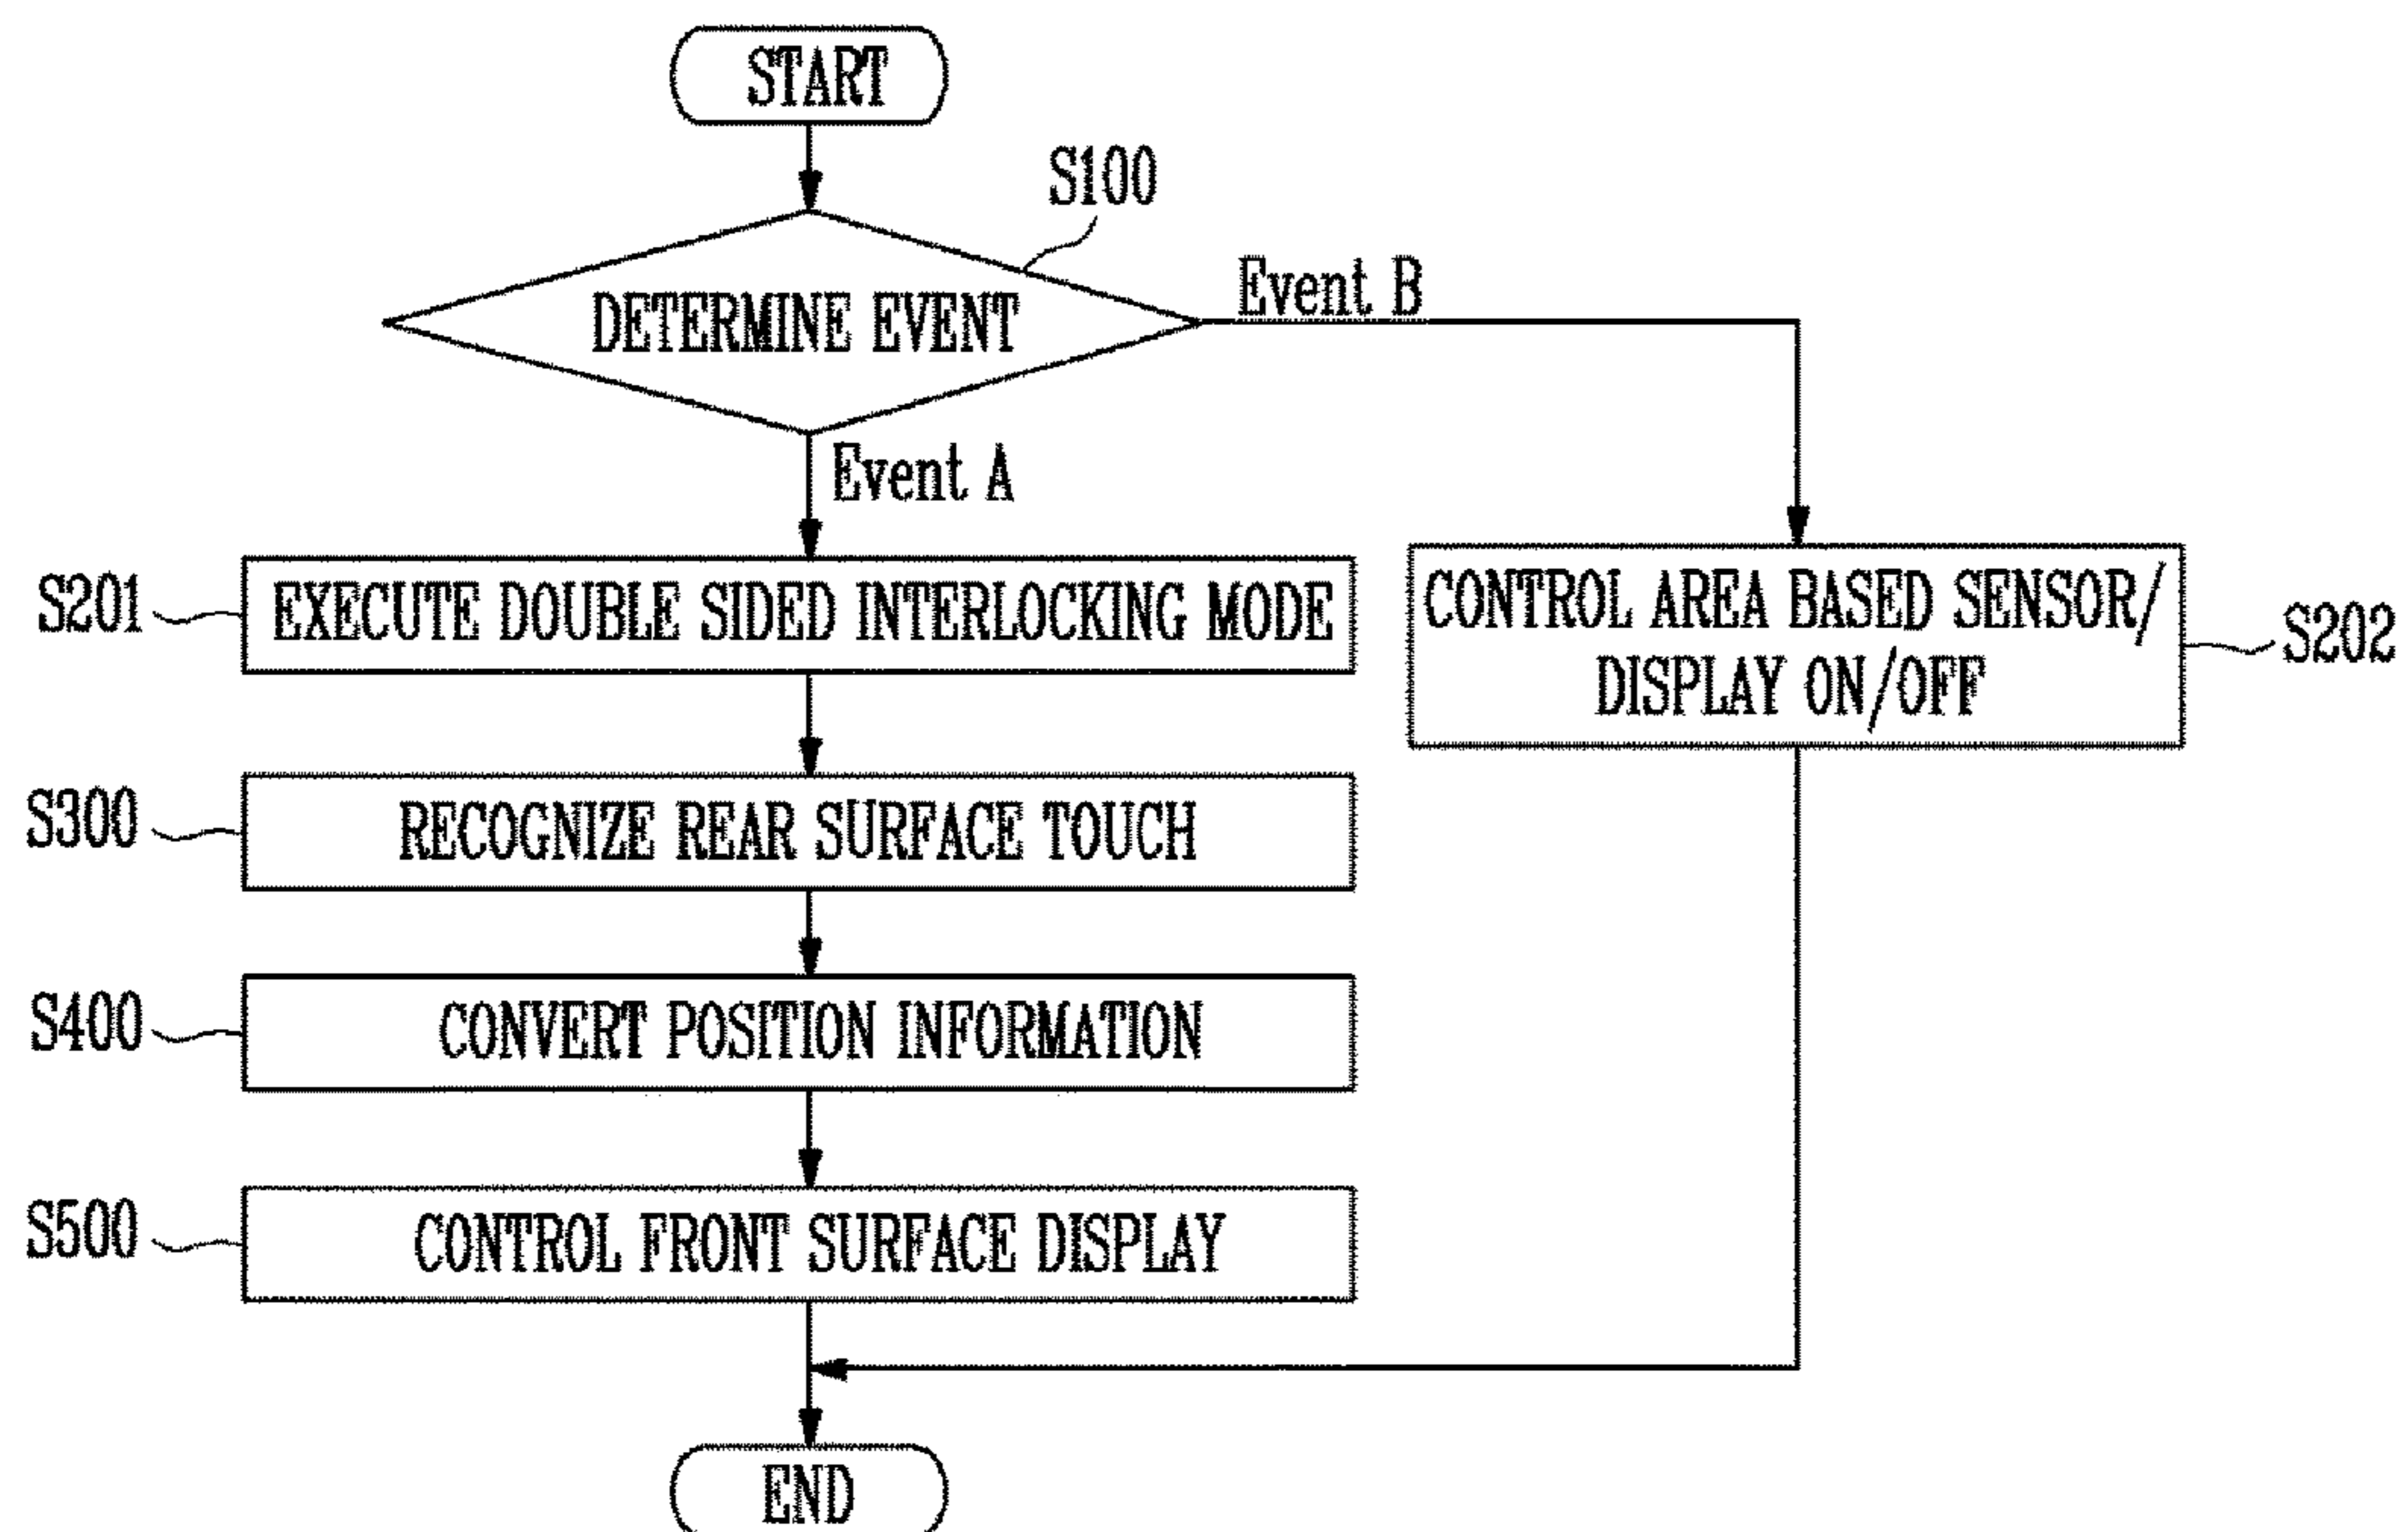 START
S100
DETERMINE EVENT
Event B
Event A
S201
EXECUTE DOUBLE SIDED INTERLOCKING MODE
CONTROL AREA BASED SENSOR/
DISPLAY ON/OFF
S202
S300
RECOGNIZE REAR SURFACE TOUCH
S400
CONVERT POSITION INFORMATION
S500
CONTROL FRONT SURFACE DISPLAY
END